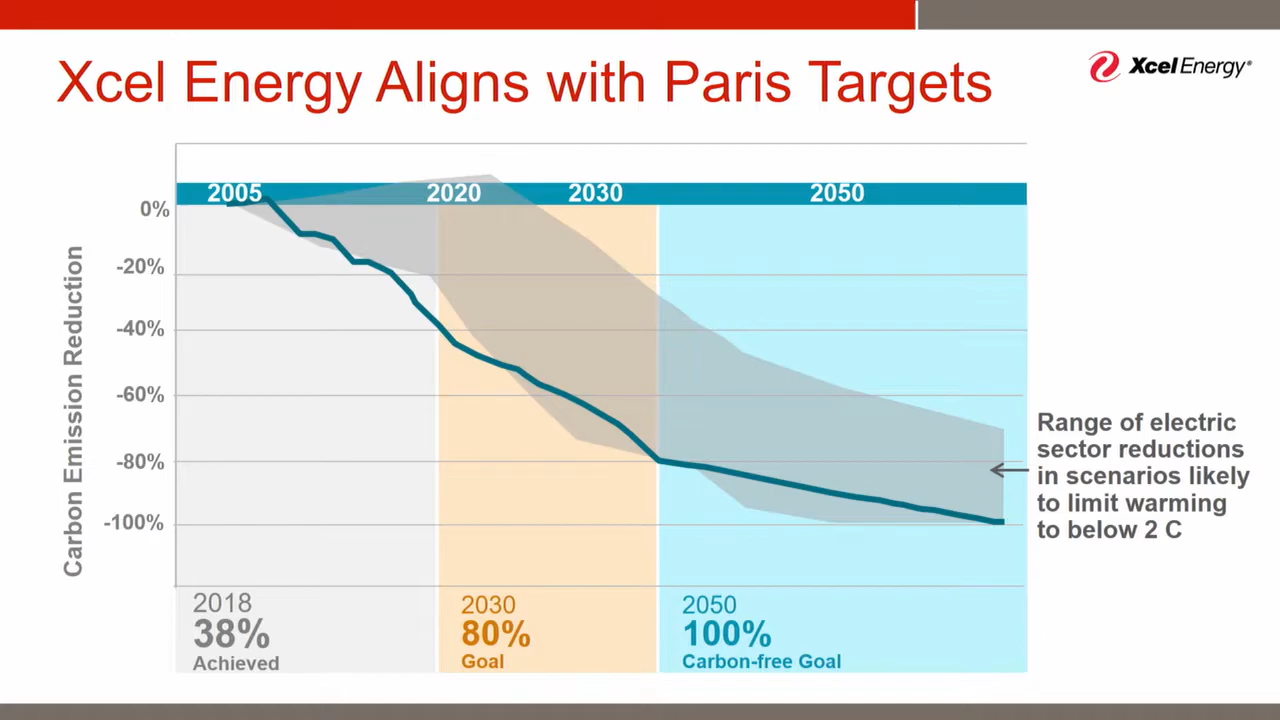 Xcel Energy Aligns with Paris Targets
Xcel Energy®
2005 2020 2030 2050
0%
-20%
-40%
-60%
-80%
-100%
Carbon Emission Reduction
Range of electric
sector reductions
in scenarios likely
to limit warming
to below 2 C
2018
38%
Achieved
2030
80%
Goal
2050
100%
Carbon-free Goal